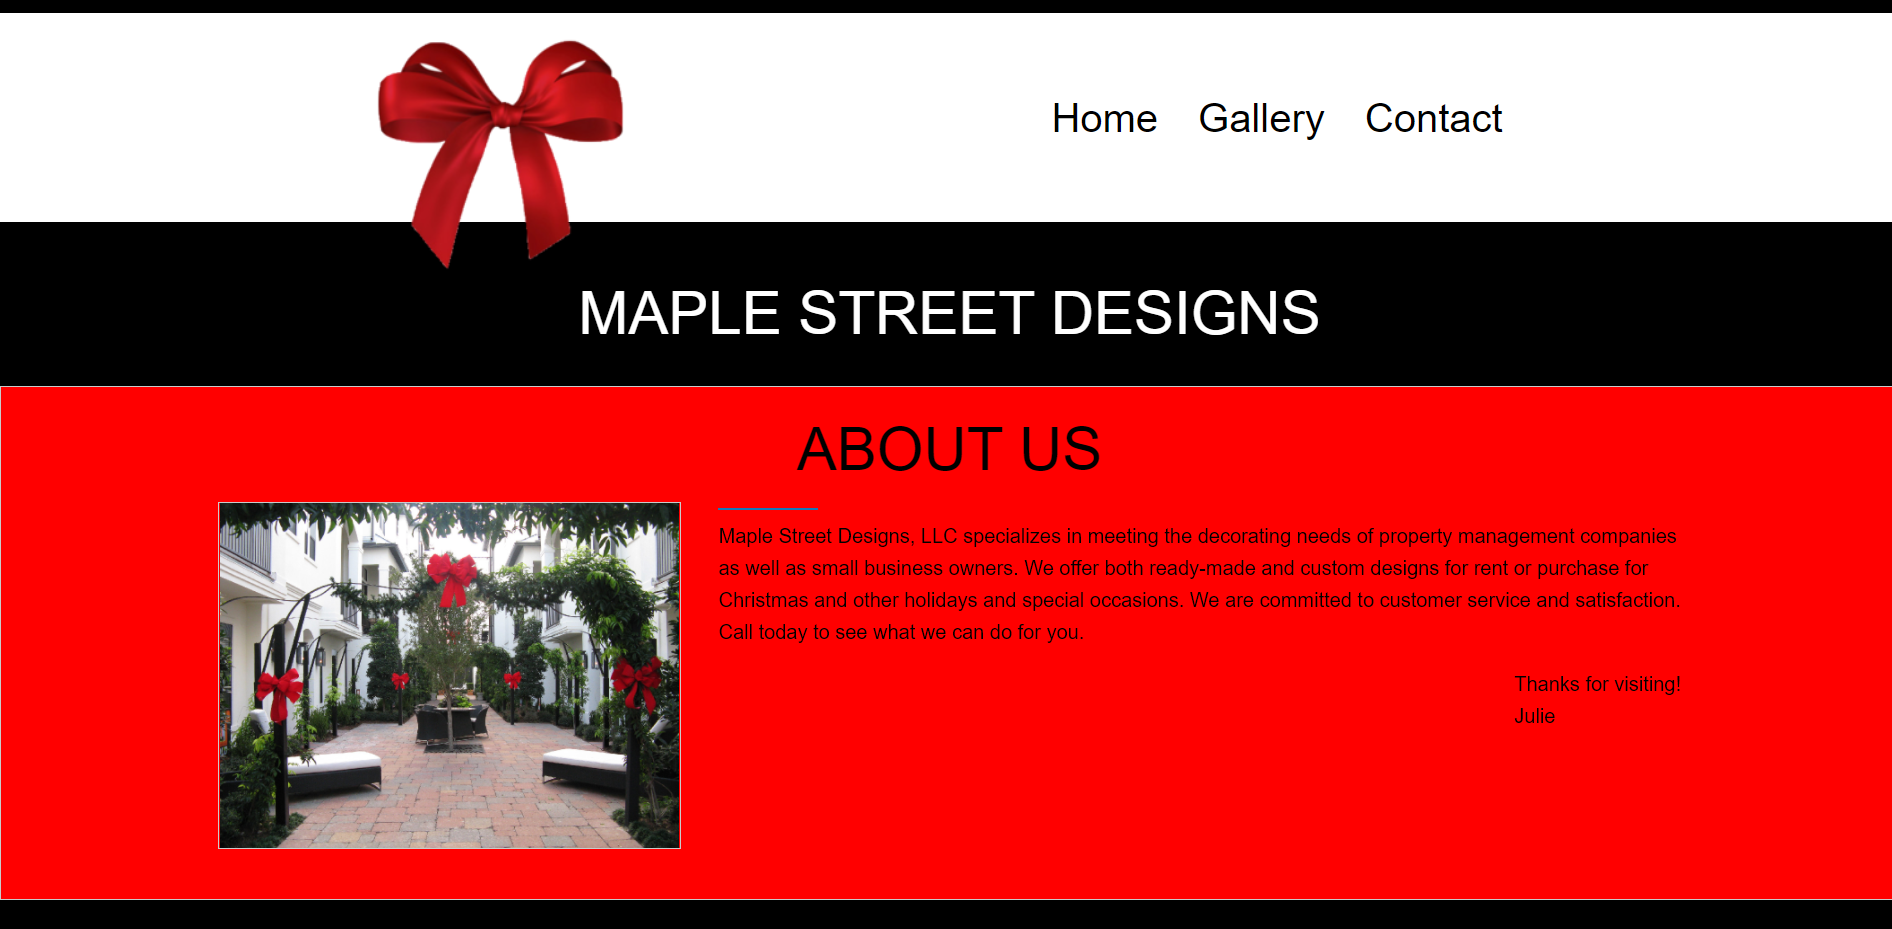 Home Gallery Contact
MAPLE STREET DESIGNS
ABOUT US
Maple Street Designs, LLC specializes in meeting the decorating needs of property management companies
as well as small business owners. We offer both ready-made and custom designs for rent or purchase for
Christmas and other holidays and special occasions. We are committed to customer service and satisfaction.
Call today to see what we can do for you.
Thanks for visiting!
Julie